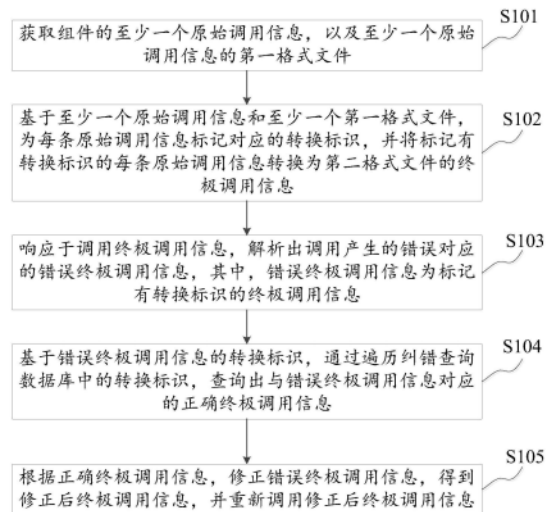 S101
获取组件的至少一个原始调用信息，以及至少一个原始
调用信息的第一格式文件
S102
基于至少一个原始调用信息和至少一个第一格式文件，
为每条原始调用信息标记对应的转换标识，并将标记有
转换标识的每条原始调用信息转换为第二格式文件的终
极调用信息
S103
响应于调用终极调用信息，解析出调用产生的错误对应
的错误终极调用信息，其中，错误终极调用信息为标记
有转换标识的终极调用信息
S104
基于错误终极调用信息的转换标识，通过遍历纠错查询
数据库中的转换标识，查询出与错误终极调用信息对应
的正确终极调用信息
S105
根据正确终极调用信息，修正错误终极调用信息，得到
修正后终极调用信息，并重新调用修正后终极调用信息